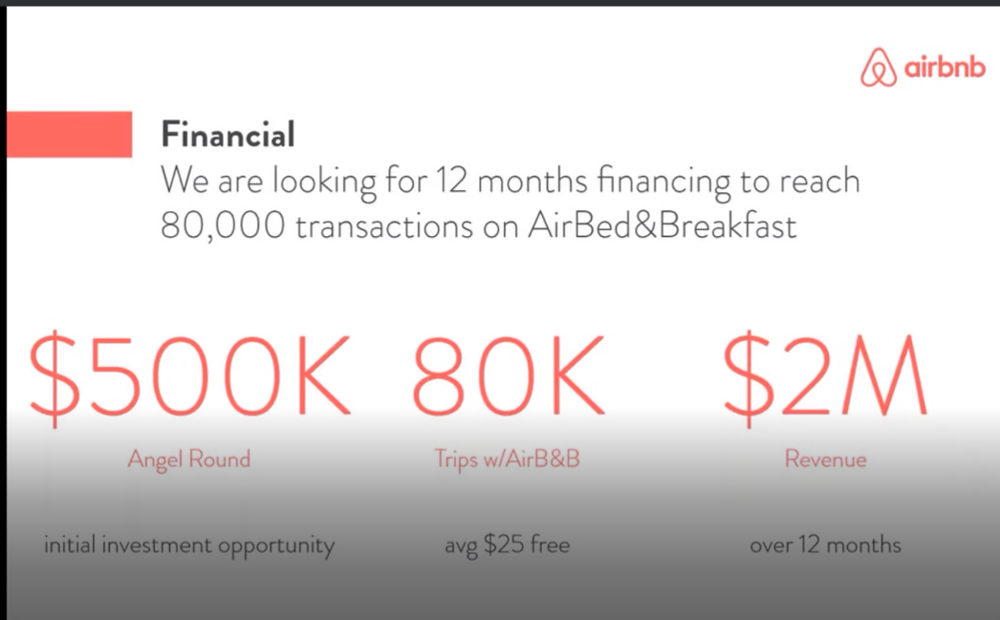 airbnb
Financial
We are looking for 12 months financing to reach
80,000 transactions on AirBed&Breakfast
$500K
80K
$2M
Angel Round
Trips w/AirB&B
Revenue
initial investment opportunity
avg $25 free
over 12 months